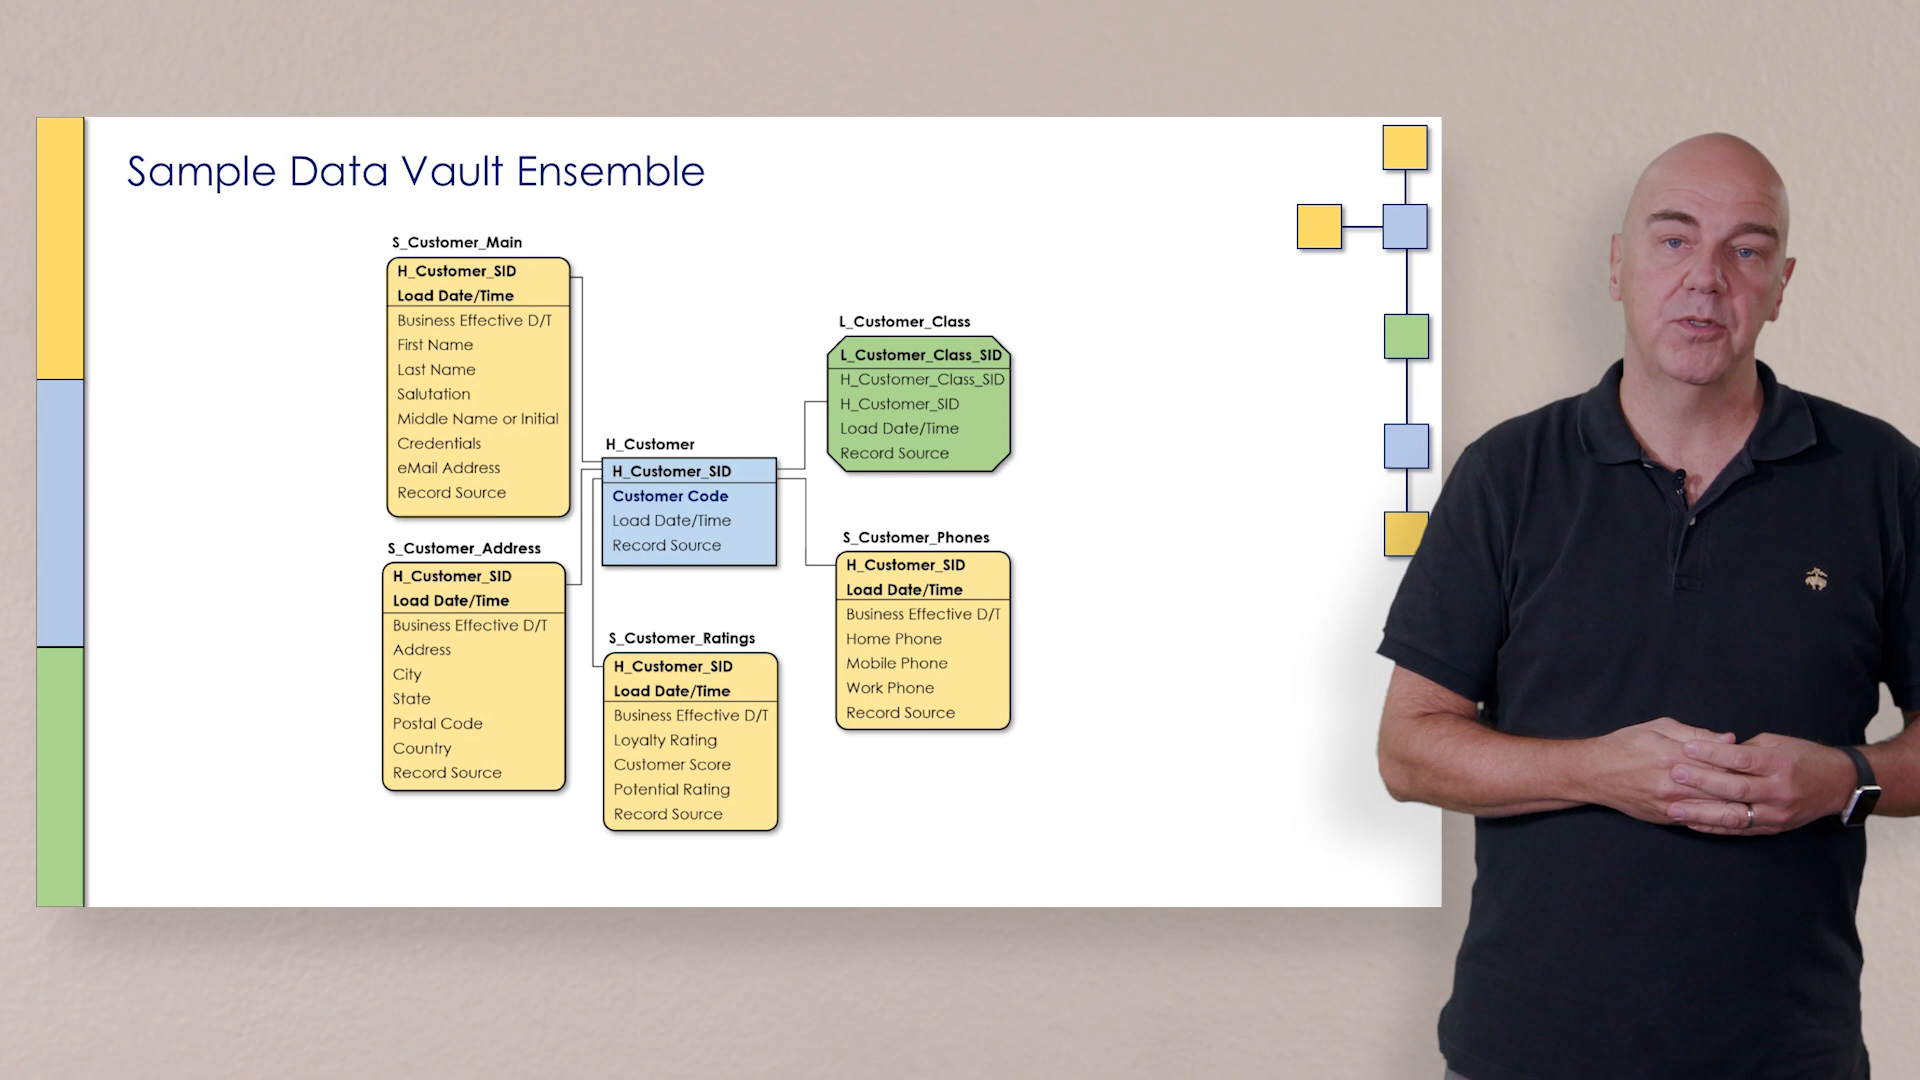 Sample Data Vault Ensemble
S_Customer_Main
H_Customer_SID
Load Date/Time
Business Effective D/T
First Name
Last Name
Salutation
Middle Name or Initial
Credentials
eMail Address
Record Source
S_Customer_Address
H_Customer_SID
Load Date/Time
Business Effective D/T
Address
City
State
Postal Code
Country
Record Source
H_Customer
H_Customer_SID
Customer Code
Load Date/Time
Record Source
S_Customer_Ratings
H_Customer_SID
Load Date/Time
Business Effective D/T
Loyalty Rating
Customer Score
Potential Rating
Record Source
L_Customer_Class
L_Customer_Class_SID
H_Customer_Class_SID
H_Customer_SID
Load Date/Time
Record Source
S_Customer_Phones
H_Customer_SID
Load Date/Time
Business Effective D/T
Home Phone
Mobile Phone
Work Phone
Record Source